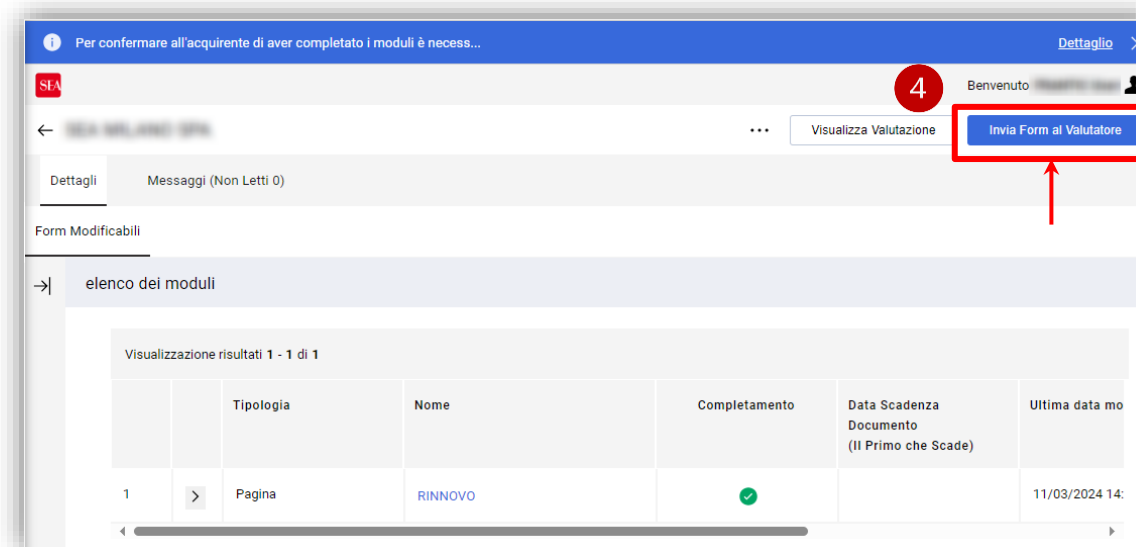 Per confermare all'acquirente di aver completato i moduli è necess...
Dettaglio
SEA
4
Benvenuto
Visualizza Valutazione
Invia Form al Valutatore
Dettagli
Messaggi (Non Letti 0)
Form Modificabili
elenco dei moduli
Visualizzazione risultati 1 - 1 di 1
Tipologia
Nome
Completamento
Data Scadenza
Documento
(Il Primo che Scade)
Ultima data mo
1
Pagina
RINNOVO
11/03/2024 14: